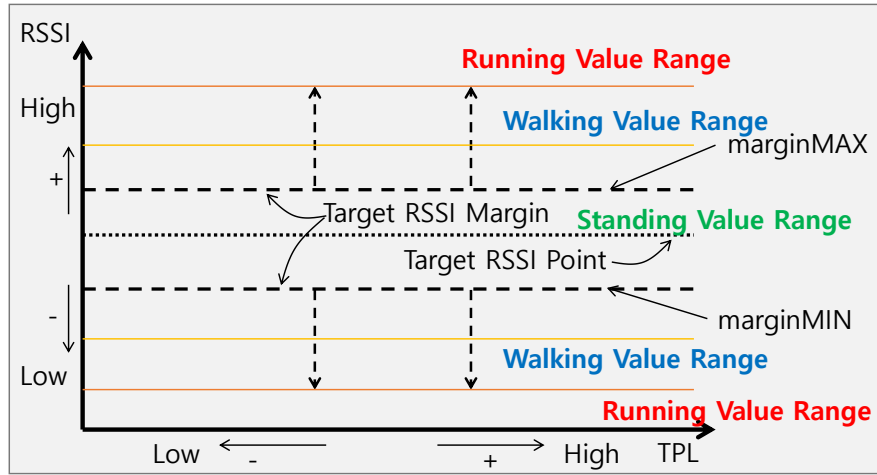 RSSI
Running Value Range
High
Walking Value Range
marginMAX
+
Target RSSI Margin
Standing Value Range
Target RSSI Point
-
marginMIN
Low
Walking Value Range
Running Value Range
Low - + High TPL